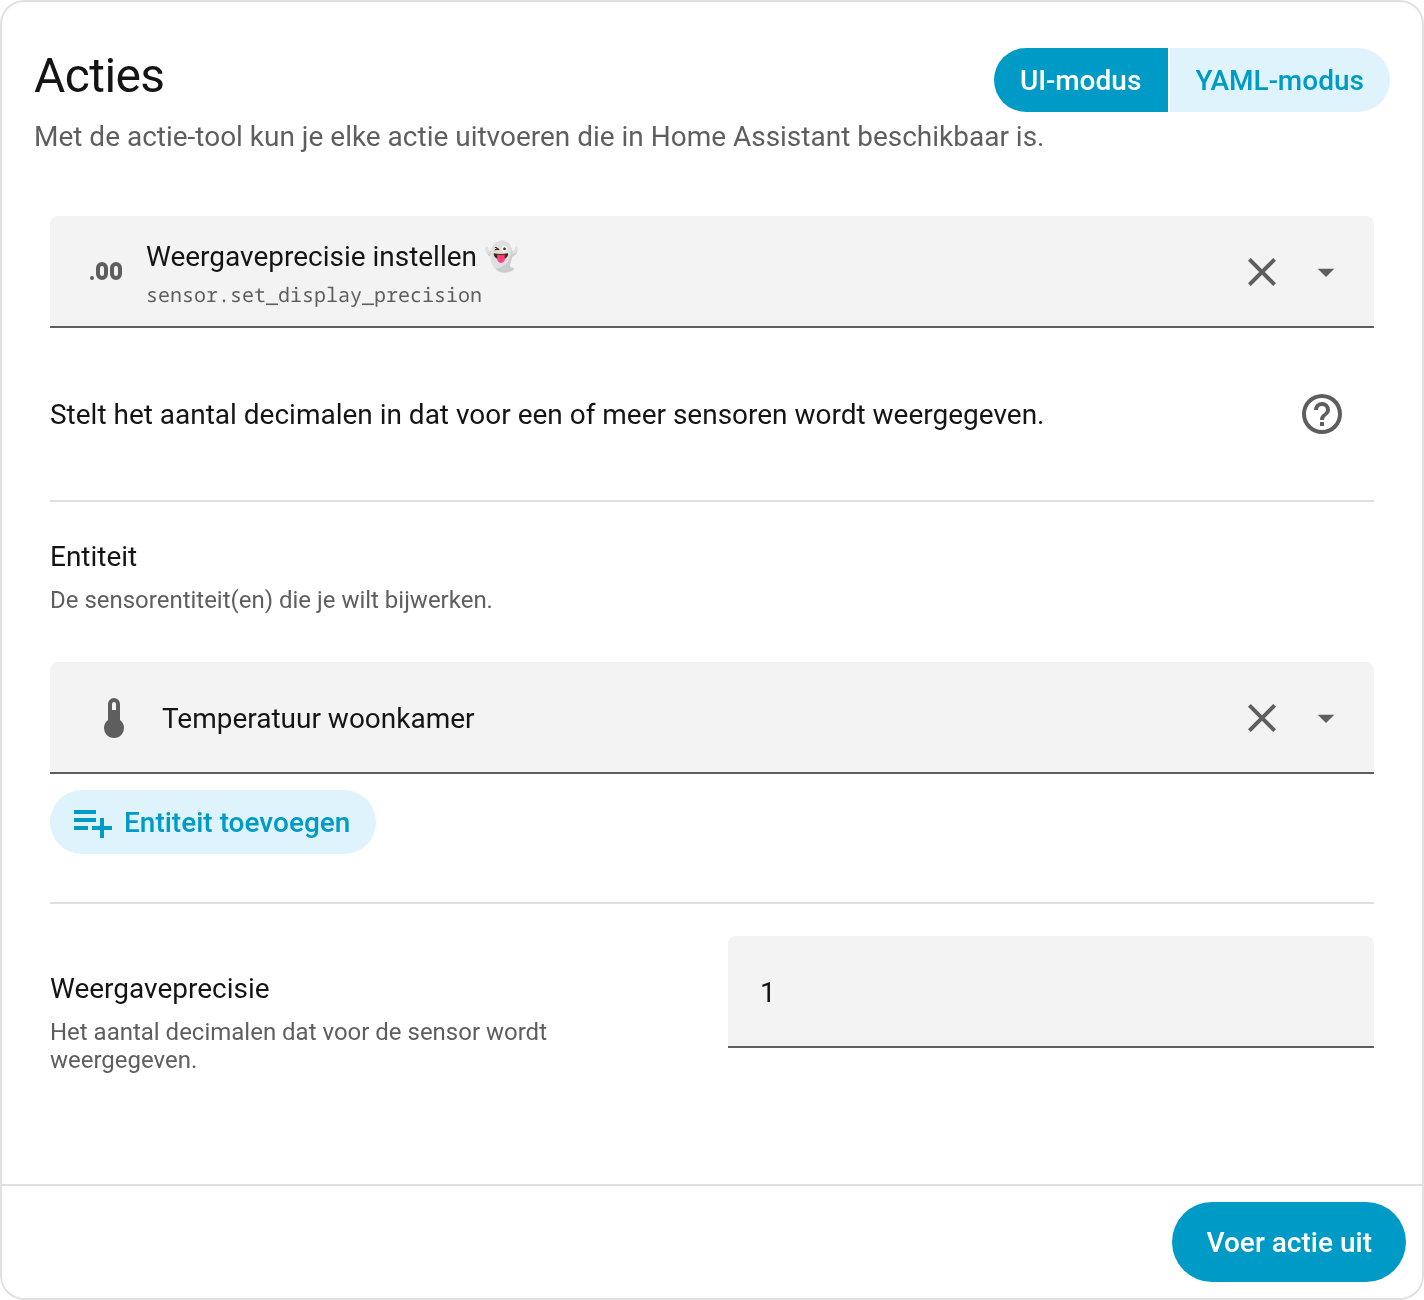 Acties
UI-modus
YAML-modus
Met de actie-tool kun je elke actie uitvoeren die in Home Assistant beschikbaar is.
.00
Weergaveprecisie instellen 👻
sensor.set_display_precision
Stelt het aantal decimalen in dat voor een of meer sensoren wordt weergegeven.
Entiteit
De sensorentiteit(en) die je wilt bijwerken.
Temperatuur woonkamer
Entiteit toevoegen
Weergaveprecisie
Het aantal decimalen dat voor de sensor wordt
weergegeven.
1
Voer actie uit